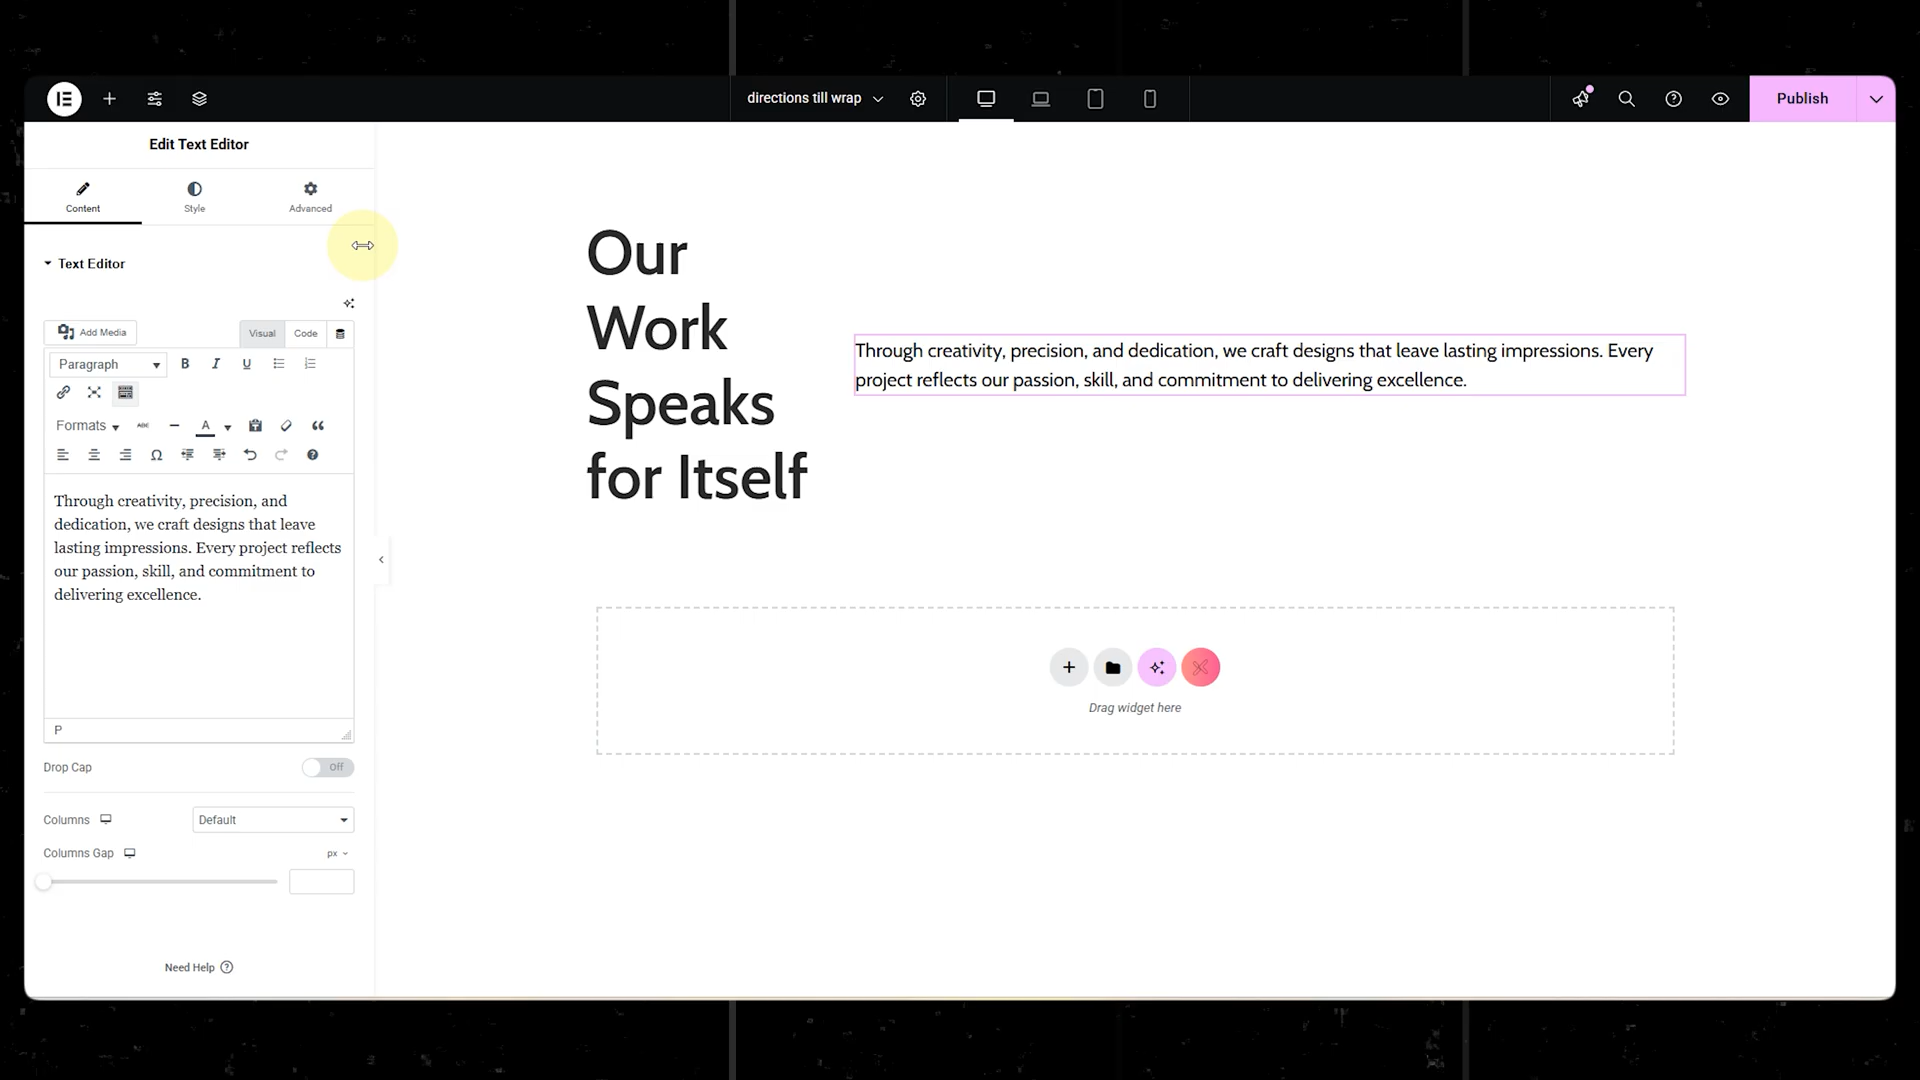 directions till wrap
Publish
Edit Text Editor
Content
Style
Advanced
Text Editor
Add Media
Visual
Code
Paragraph
B
I
U
Formats
ABC
A
Ω
Through creativity, precision, and
dedication, we craft designs that leave
lasting impressions. Every project reflects
our passion, skill, and commitment to
delivering excellence.
P
Drop Cap
Off
Columns
Default
Columns Gap
px
Need Help
Our
Work
Speaks
for Itself
Through creativity, precision, and dedication, we craft designs that leave lasting impressions. Every
project reflects our passion, skill, and commitment to delivering excellence.
Drag widget here